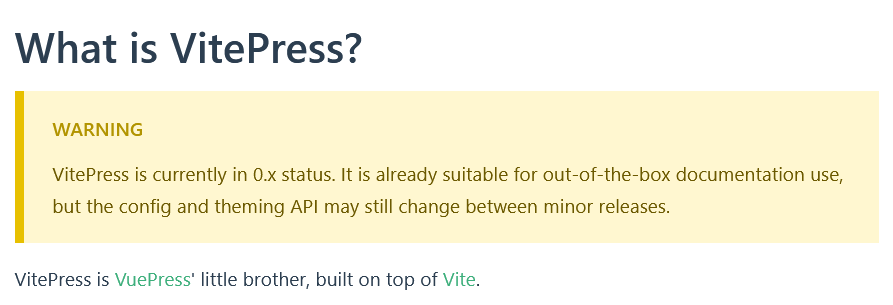 What is VitePress?
WARNING
VitePress is currently in 0.x status. It is already suitable for out-of-the-box documentation use,
but the config and theming API may still change between minor releases.
VitePress is VuePress' little brother, built on top of Vite.